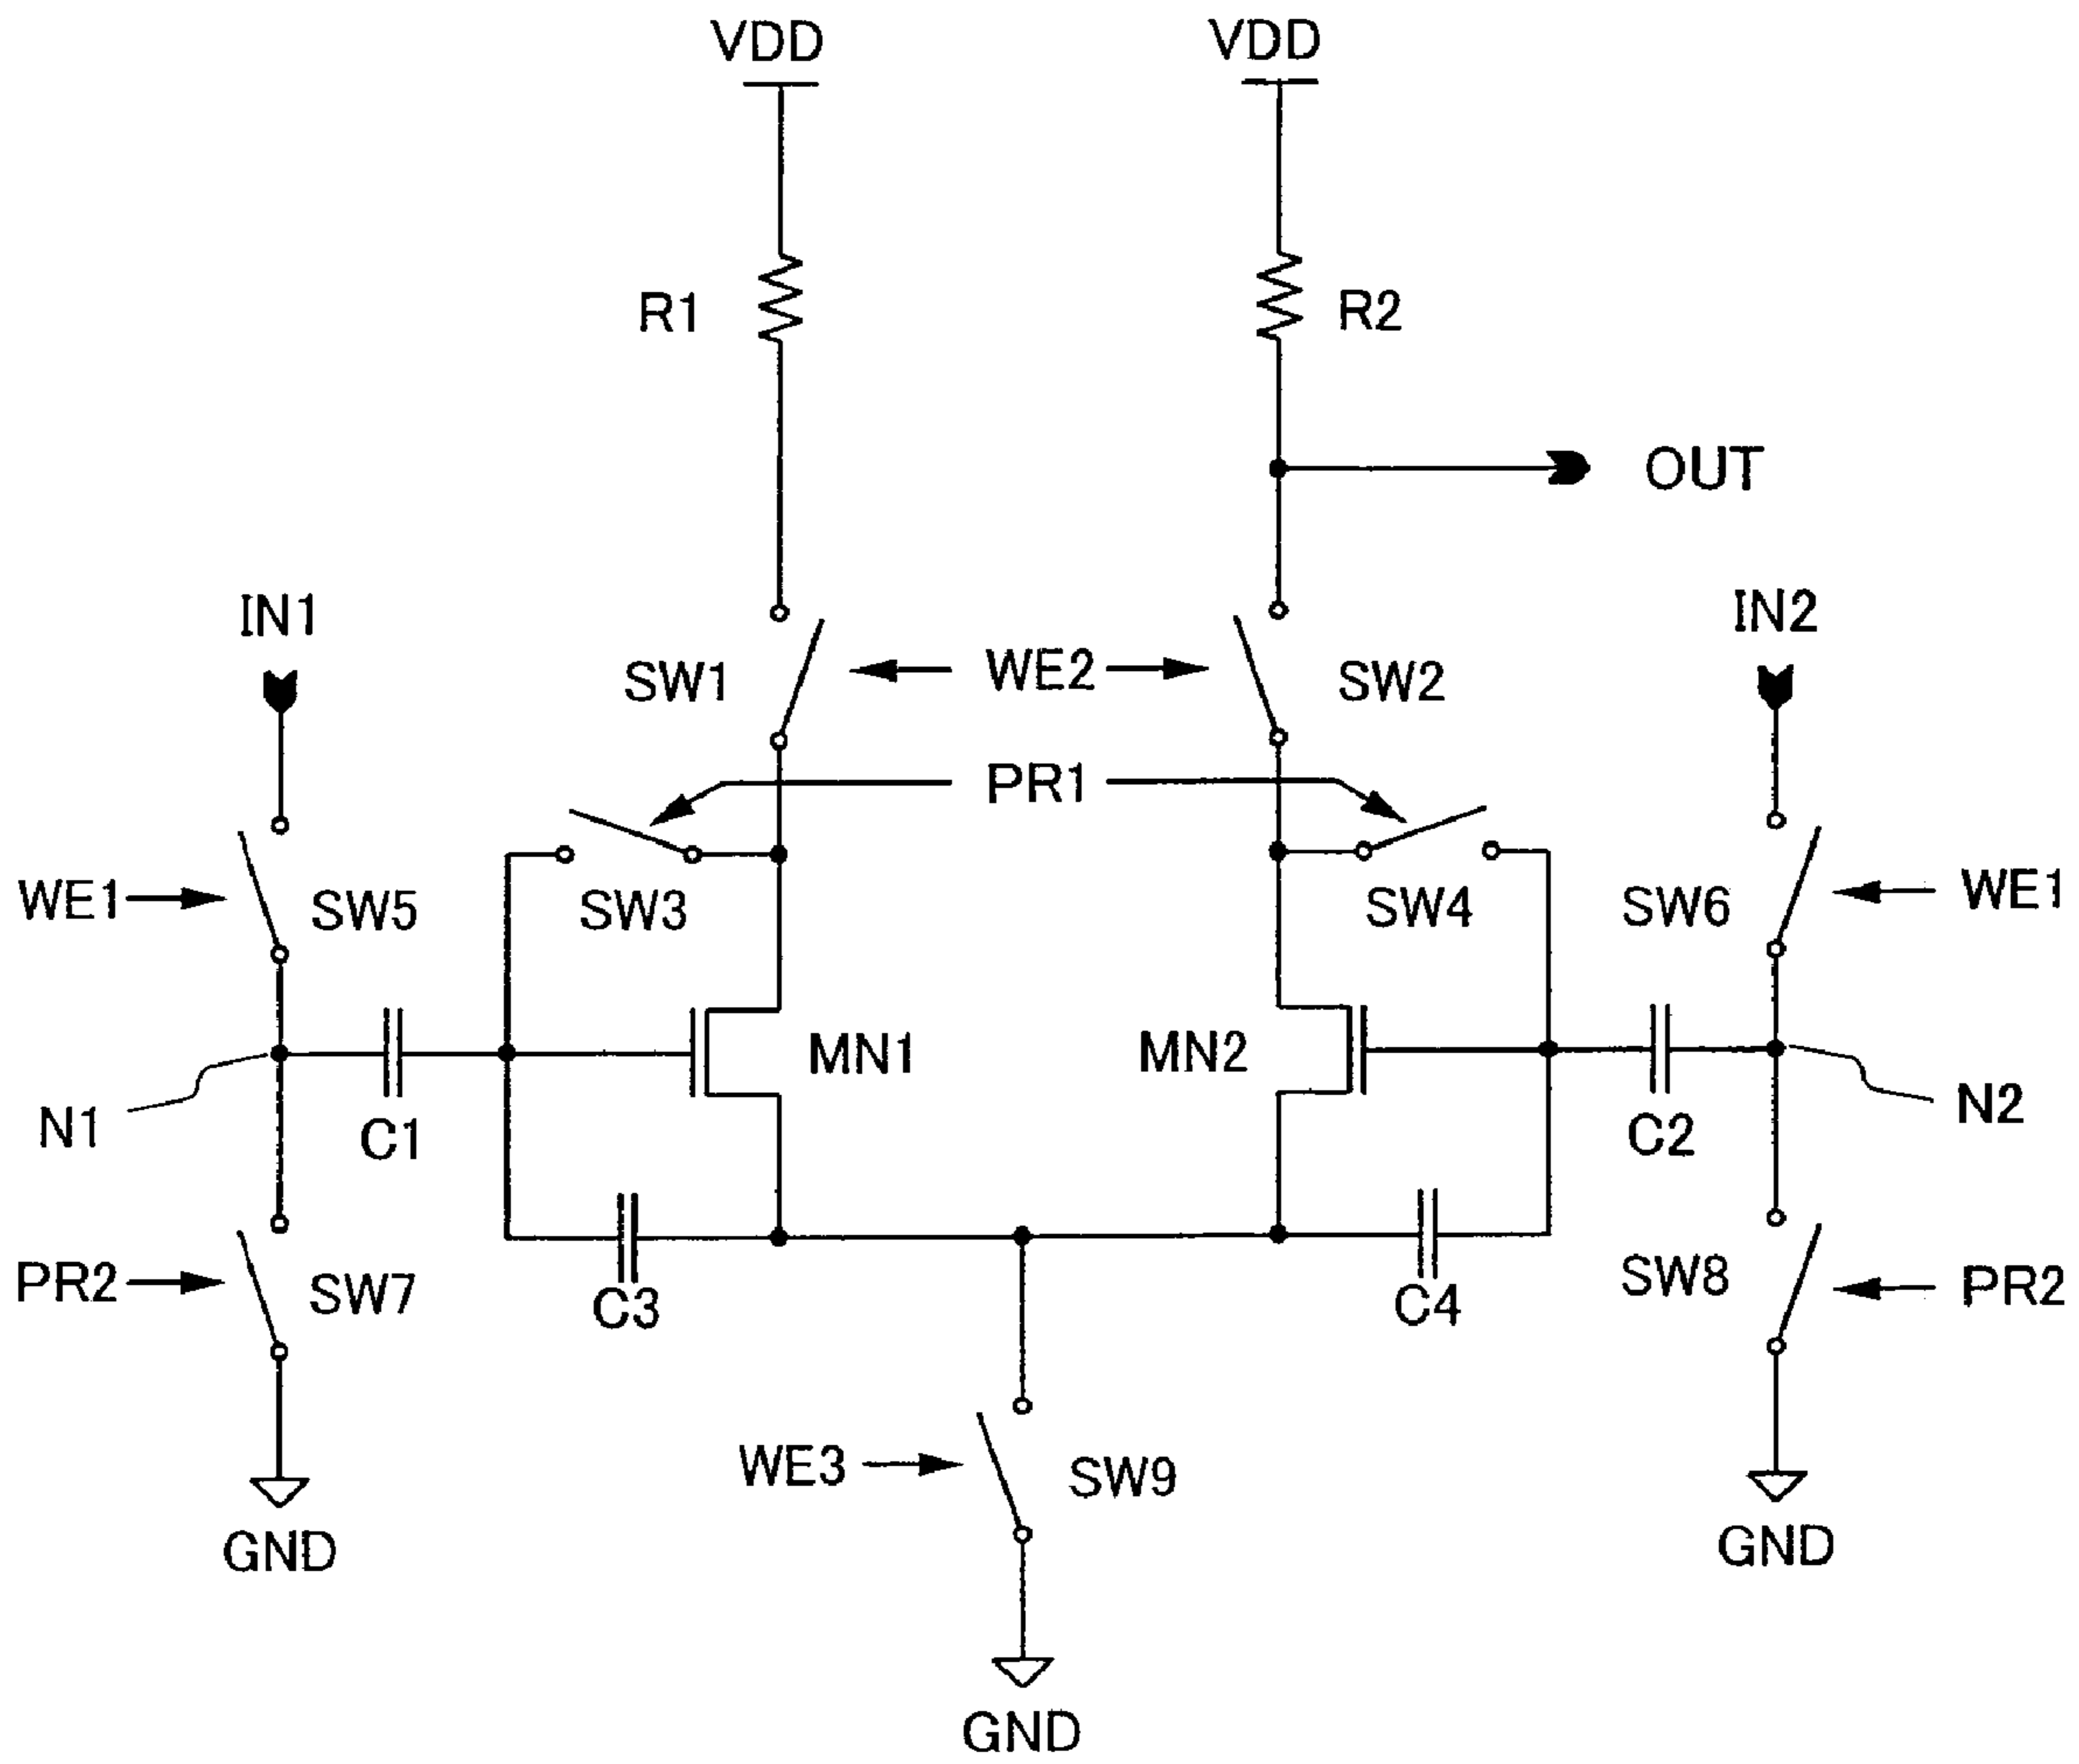 VDD VDD
R1 R2
OUT
IN1 IN2
SW1 WE2 SW2
PR1
WE1 SW5 SW3 SW4 SW6 WE1
MN1 MN2
N1 C1 C2 N2
PR2 SW7 C3 C4 SW8 PR2
WE3 SW9
GND GND
GND